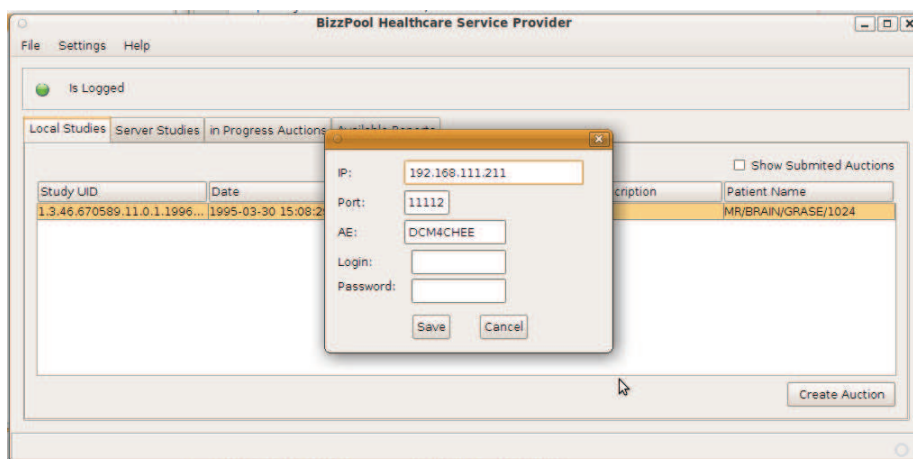 BizzPool Healthcare Service Provider
File Settings Help
Is Logged
Local Studies Server Studies in Progress Auctions Available Reports
Show Submited Auctions
Study UID Date cription Patient Name
1.3.46.670589.11.0.1.1996... 1995-03-30 15:08:2 MR/BRAIN/GRASE/1024
IP: 192.168.111.211
Port: 11112
AE: DCM4CHEE
Login:
Password:
Save Cancel
Create Auction